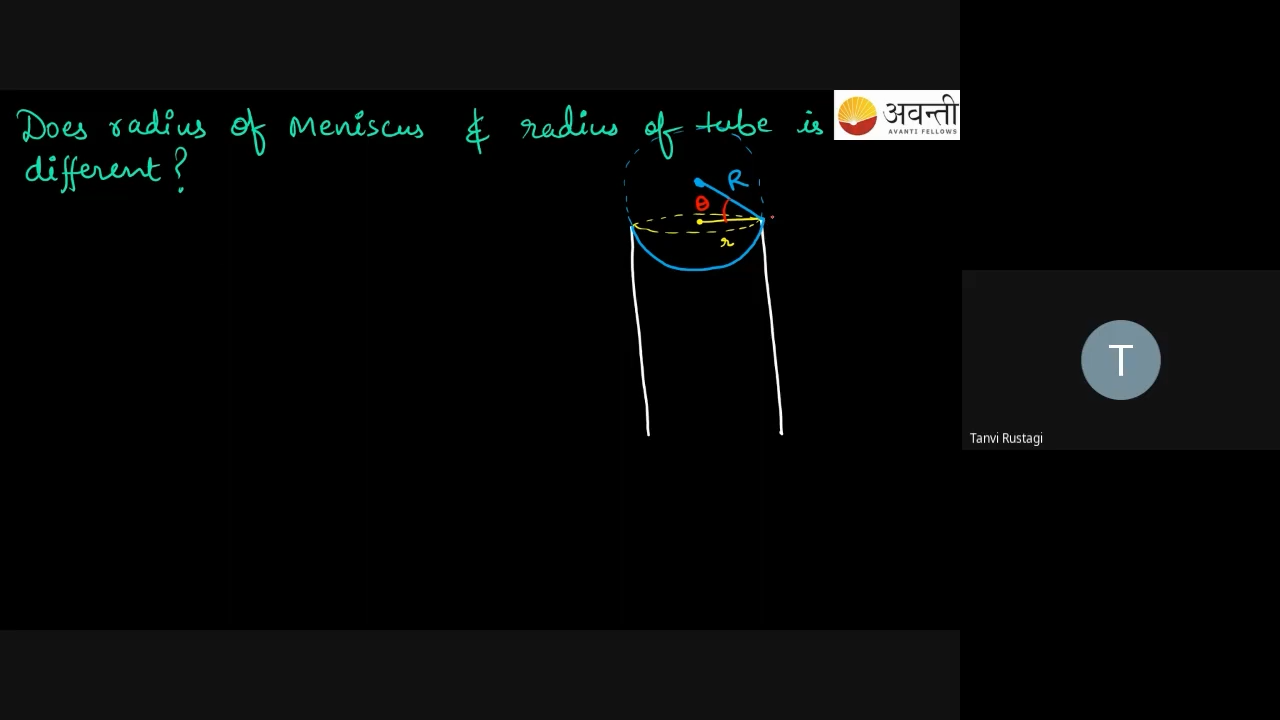 Does radius of Meniscus & radius of tube is
different?
अवन्ती
AVANTI FELLOWS
R
θ
r
T
Tanvi Rustagi